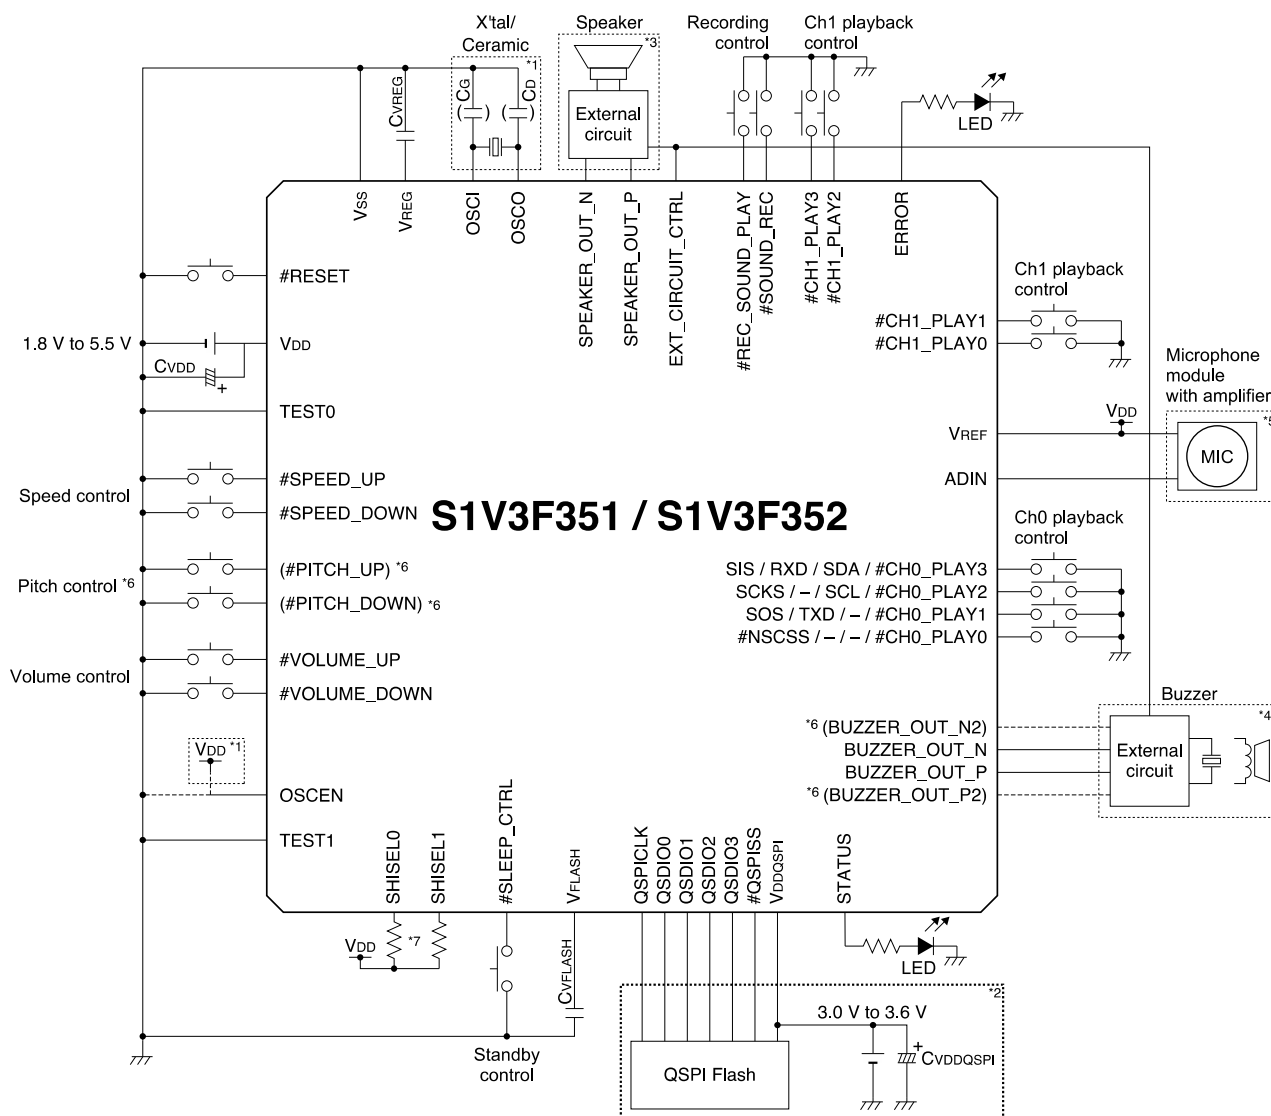 X'tal/
Ceramic
*1
Speaker
*3
Recording
control
Ch1 playback
control
CVREG
CG
CD
( )
( )
External
circuit
LED
VSS
VREG
OSCI
OSCO
SPEAKER_OUT_N
SPEAKER_OUT_P
EXT_CIRCUIT_CTRL
#REC_SOUND_PLAY
#SOUND_REC
#CH1_PLAY3
#CH1_PLAY2
ERROR
#RESET
1.8 V to 5.5 V
VDD
CVDD
+
TEST0
Speed control
#SPEED_UP
#SPEED_DOWN
Pitch control *6
(#PITCH_UP) *6
(#PITCH_DOWN) *6
Volume control
#VOLUME_UP
#VOLUME_DOWN
VDD *1
OSCEN
TEST1
S1V3F351 / S1V3F352
Ch1 playback
control
#CH1_PLAY1
#CH1_PLAY0
Microphone
module
with amplifier
*5
VDD
VREF
MIC
ADIN
Ch0 playback
control
SIS / RXD / SDA / #CH0_PLAY3
SCKS / – / SCL / #CH0_PLAY2
SOS / TXD / – / #CH0_PLAY1
#NSCSS / – / – / #CH0_PLAY0
Buzzer
*4
*6 (BUZZER_OUT_N2)
BUZZER_OUT_N
BUZZER_OUT_P
*6 (BUZZER_OUT_P2)
External
circuit
SHISEL0
SHISEL1
#SLEEP_CTRL
VFLASH
QSPICLK
QSDIO0
QSDIO1
QSDIO2
QSDIO3
#QSPISS
VDDQSPI
STATUS
VDD
*7
CVFLASH
LED
Standby
control
*2
3.0 V to 3.6 V
+
CVDDQSPI
QSPI Flash